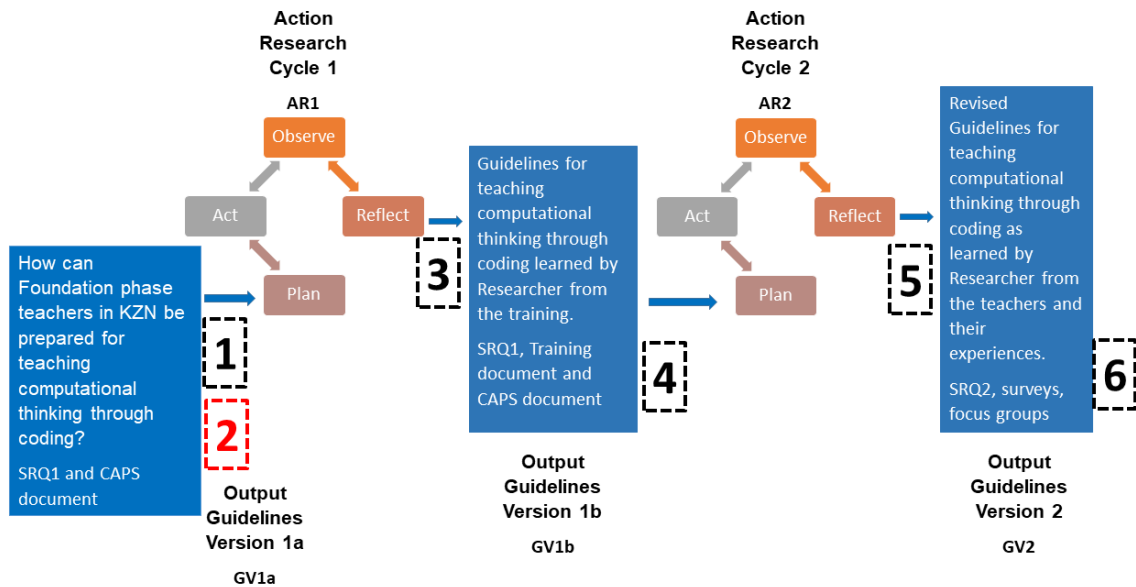 Action
Research
Cycle 1
AR1
Observe
Act
Reflect
Plan
How can
Foundation phase
teachers in KZN be
prepared for
teaching
computational
thinking through
coding?
SRQ1 and CAPS
document
1
2
Output
Guidelines
Version 1a
GV1a
3
Guidelines for
teaching
computational
thinking through
coding learned by
Researcher from
the training.
SRQ1, Training
document and
CAPS document
Output
Guidelines
Version 1b
GV1b
4
Action
Research
Cycle 2
AR2
Observe
Act
Reflect
Plan
5
Revised
Guidelines for
teaching
computational
thinking through
coding as
learned by
Researcher from
the teachers and
their
experiences.
SRQ2, surveys,
focus groups
6
Output
Guidelines
Version 2
GV2